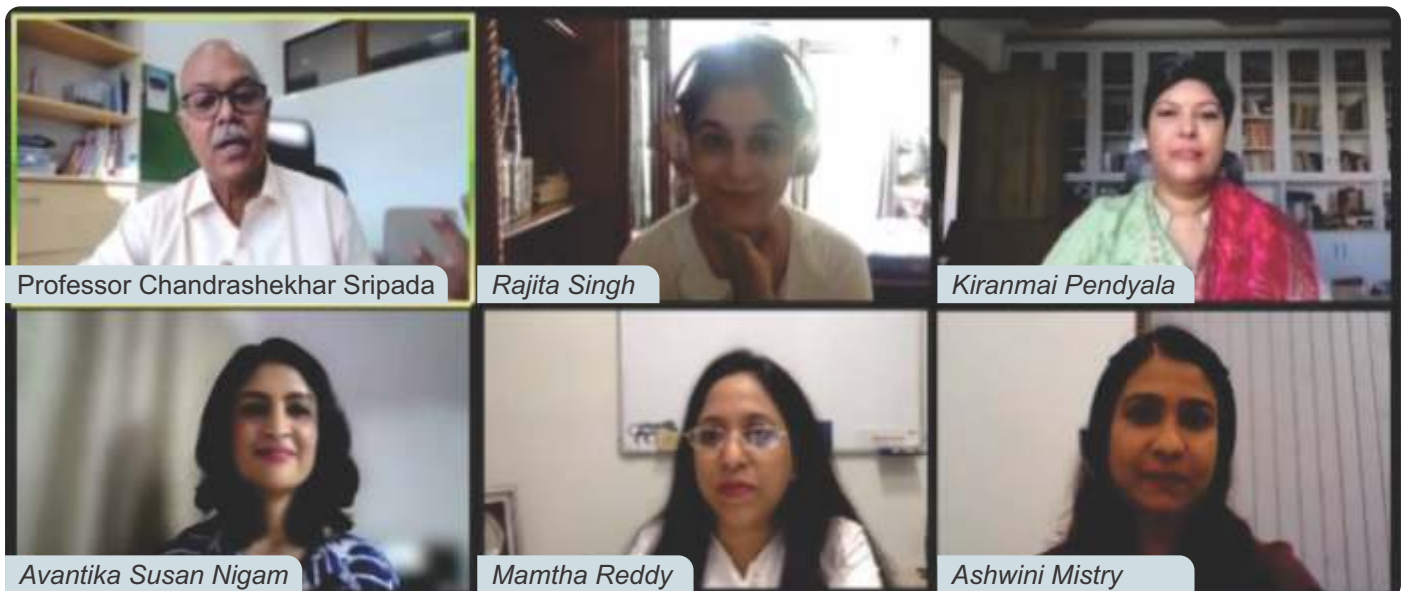 Professor Chandrashekhar Sripada
Rajita Singh
Kiranmai Pendyala
Avantika Susan Nigam
Mamtha Reddy
Ashwini Mistry